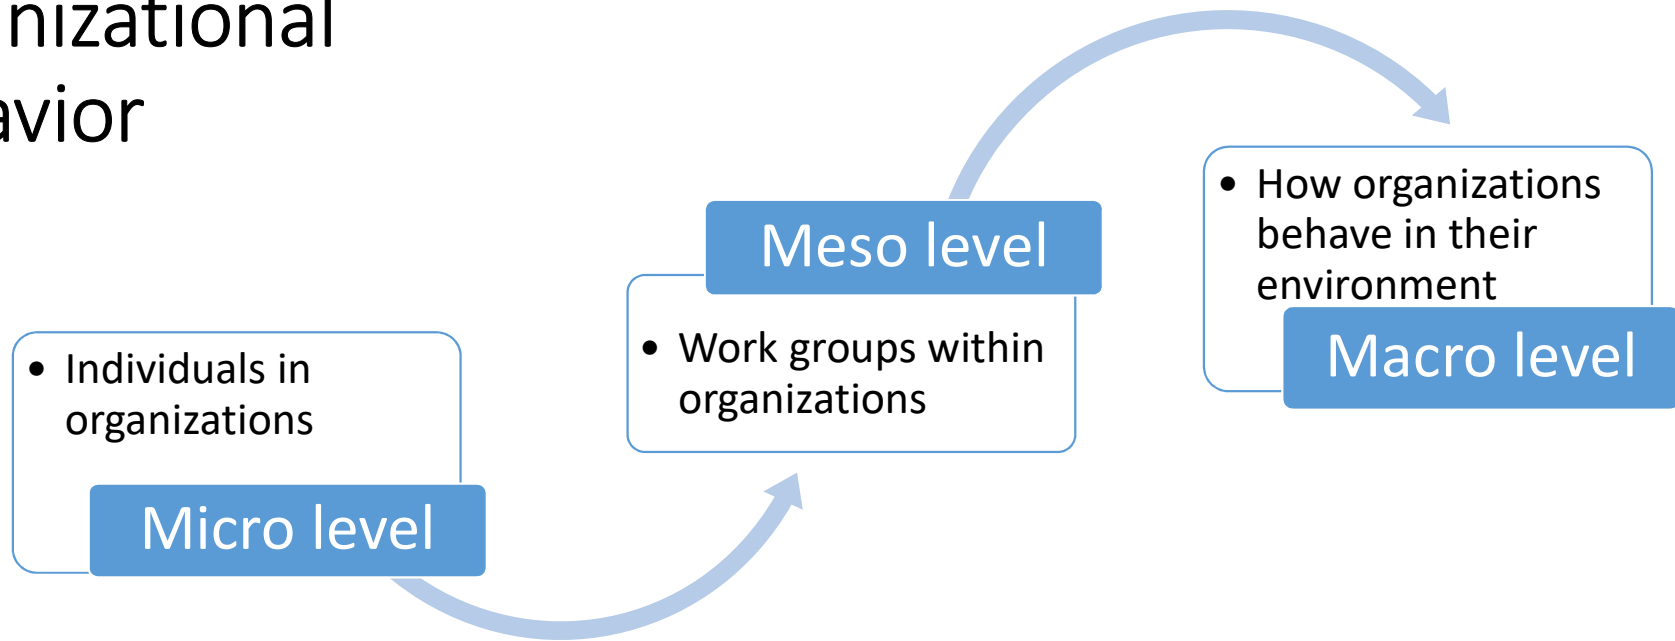 nizational
avior
• Individuals in
organizations
Micro level
Meso level
• Work groups within
organizations
• How organizations
behave in their
environment
Macro level